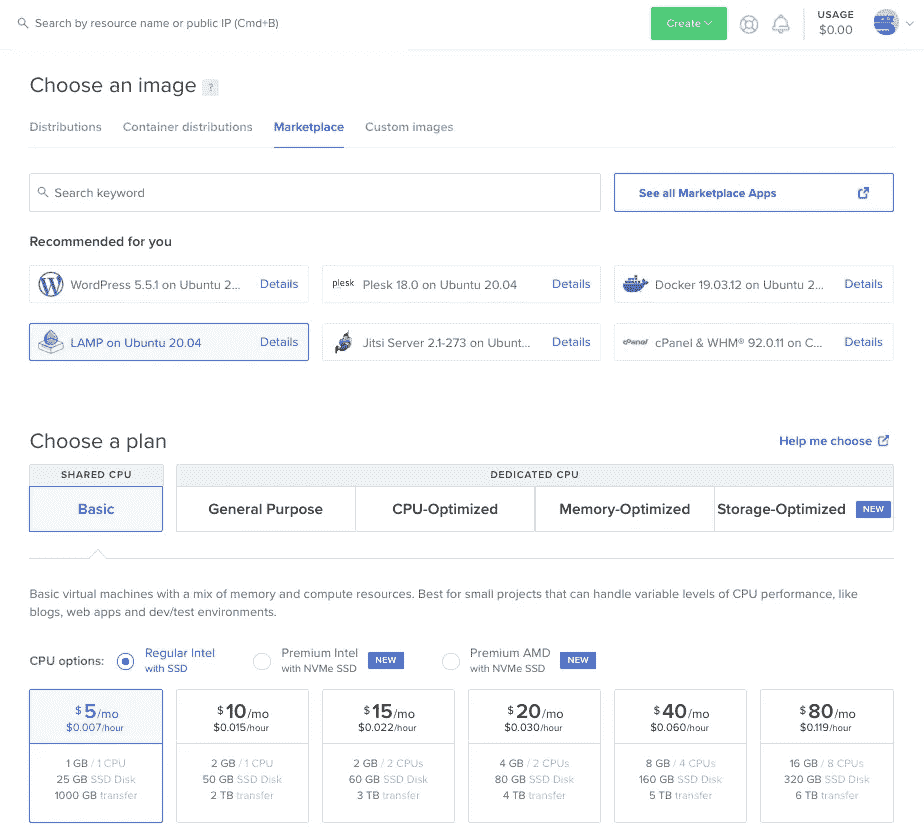 Search by resource name or public IP (Cmd+B)
Create
USAGE
$0.00
Choose an image ?
Distributions Container distributions Marketplace Custom images
Search keyword
See all Marketplace Apps
Recommended for you
WordPress 5.5.1 on Ubuntu 2... Details
plesk Plesk 18.0 on Ubuntu 20.04 Details
Docker 19.03.12 on Ubuntu 2... Details
LAMP on Ubuntu 20.04 Details
Jitsi Server 2.1-273 on Ubunt... Details
cPanel cPanel & WHM® 92.0.11 on C... Details
Choose a plan
Help me choose
SHARED CPU
DEDICATED CPU
Basic
General Purpose
CPU-Optimized
Memory-Optimized
Storage-Optimized NEW
Basic virtual machines with a mix of memory and compute resources. Best for small projects that can handle variable levels of CPU performance, like
blogs, web apps and dev/test environments.
CPU options:
Regular Intel
with SSD
Premium Intel
with NVMe SSD
NEW
Premium AMD
with NVMe SSD
NEW
$5/mo
$0.007/hour
1 GB / 1 CPU
25 GB SSD Disk
1000 GB transfer
$10/mo
$0.015/hour
2 GB / 1 CPU
50 GB SSD Disk
2 TB transfer
$15/mo
$0.022/hour
2 GB / 2 CPUs
60 GB SSD Disk
3 TB transfer
$20/mo
$0.030/hour
4 GB / 2 CPUs
80 GB SSD Disk
4 TB transfer
$40/mo
$0.060/hour
8 GB / 4 CPUs
160 GB SSD Disk
5 TB transfer
$80/mo
$0.119/hour
16 GB / 8 CPUs
320 GB SSD Disk
6 TB transfer